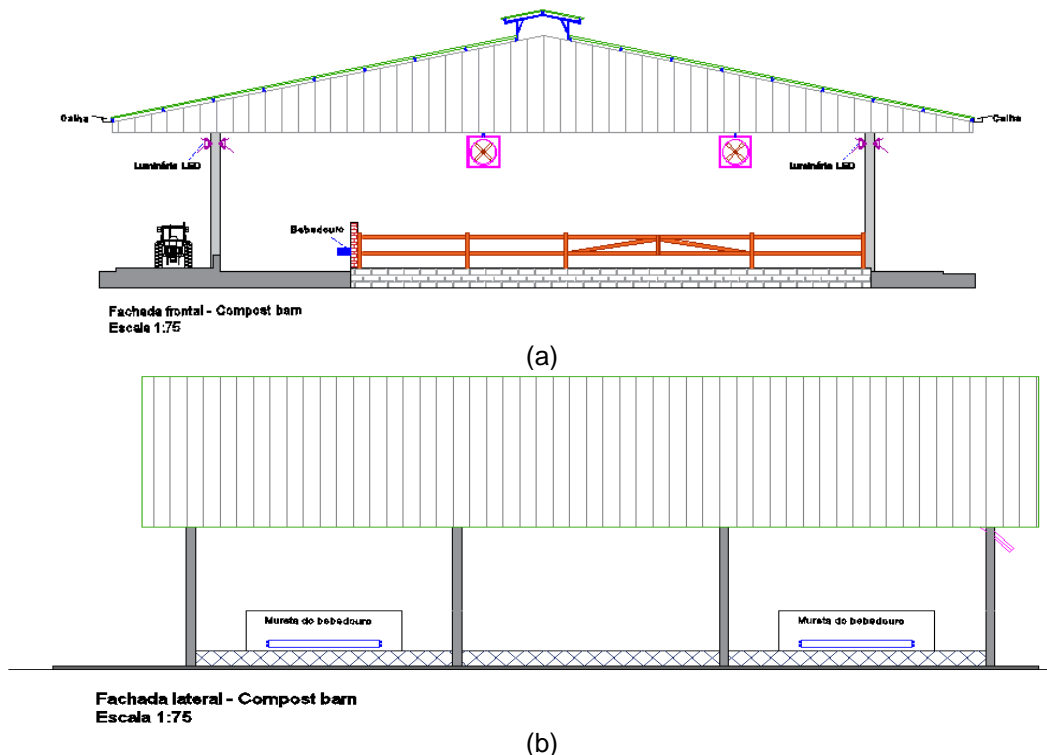 Calha
Calha
Luminária LED
Luminária LED
Bebedouro
Fachada frontal - Compost barn
Escala 1:75
(a)
Mureta do bebedouro
Mureta do bebedouro
Fachada lateral - Compost barn
Escala 1:75
(b)